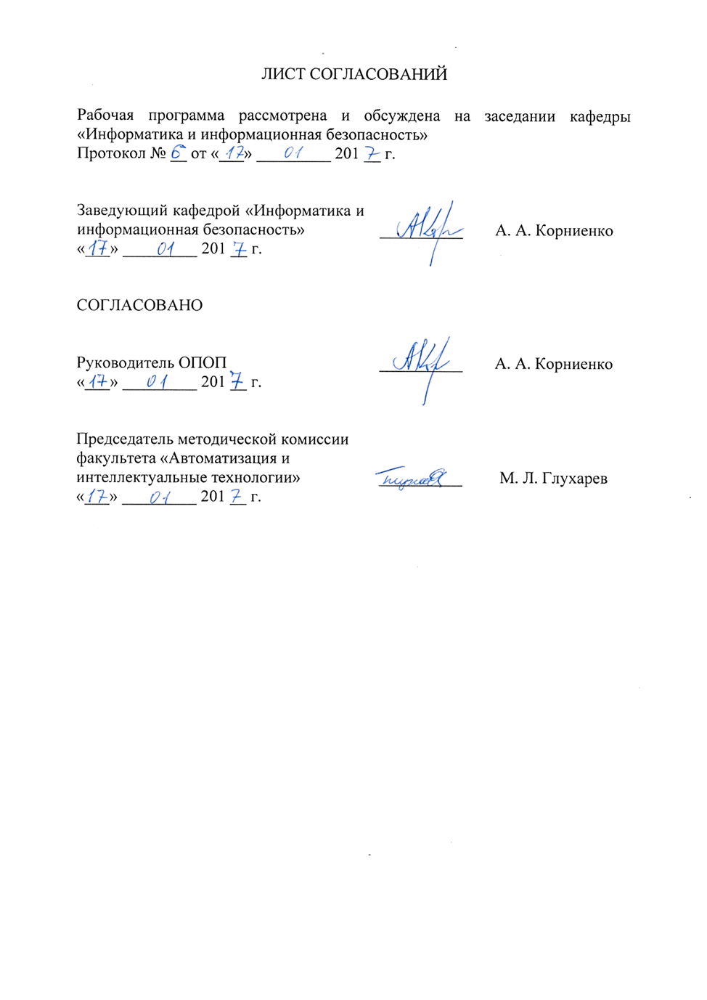 ЛИСТ СОГЛАСОВАНИЙ
Рабочая программа рассмотрена и обсуждена на заседании кафедры
«Информатика и информационная безопасность»
Протокол № 6 от «17» 01 2017 г.
Заведующий кафедрой «Информатика и
информационная безопасность» А. А. Корниенко
«17» 01 2017 г.
СОГЛАСОВАНО
Руководитель ОПОП А. А. Корниенко
«17» 01 2017 г.
Председатель методической комиссии
факультета «Автоматизация и
интеллектуальные технологии» М. Л. Глухарев
«17» 01 2017 г.